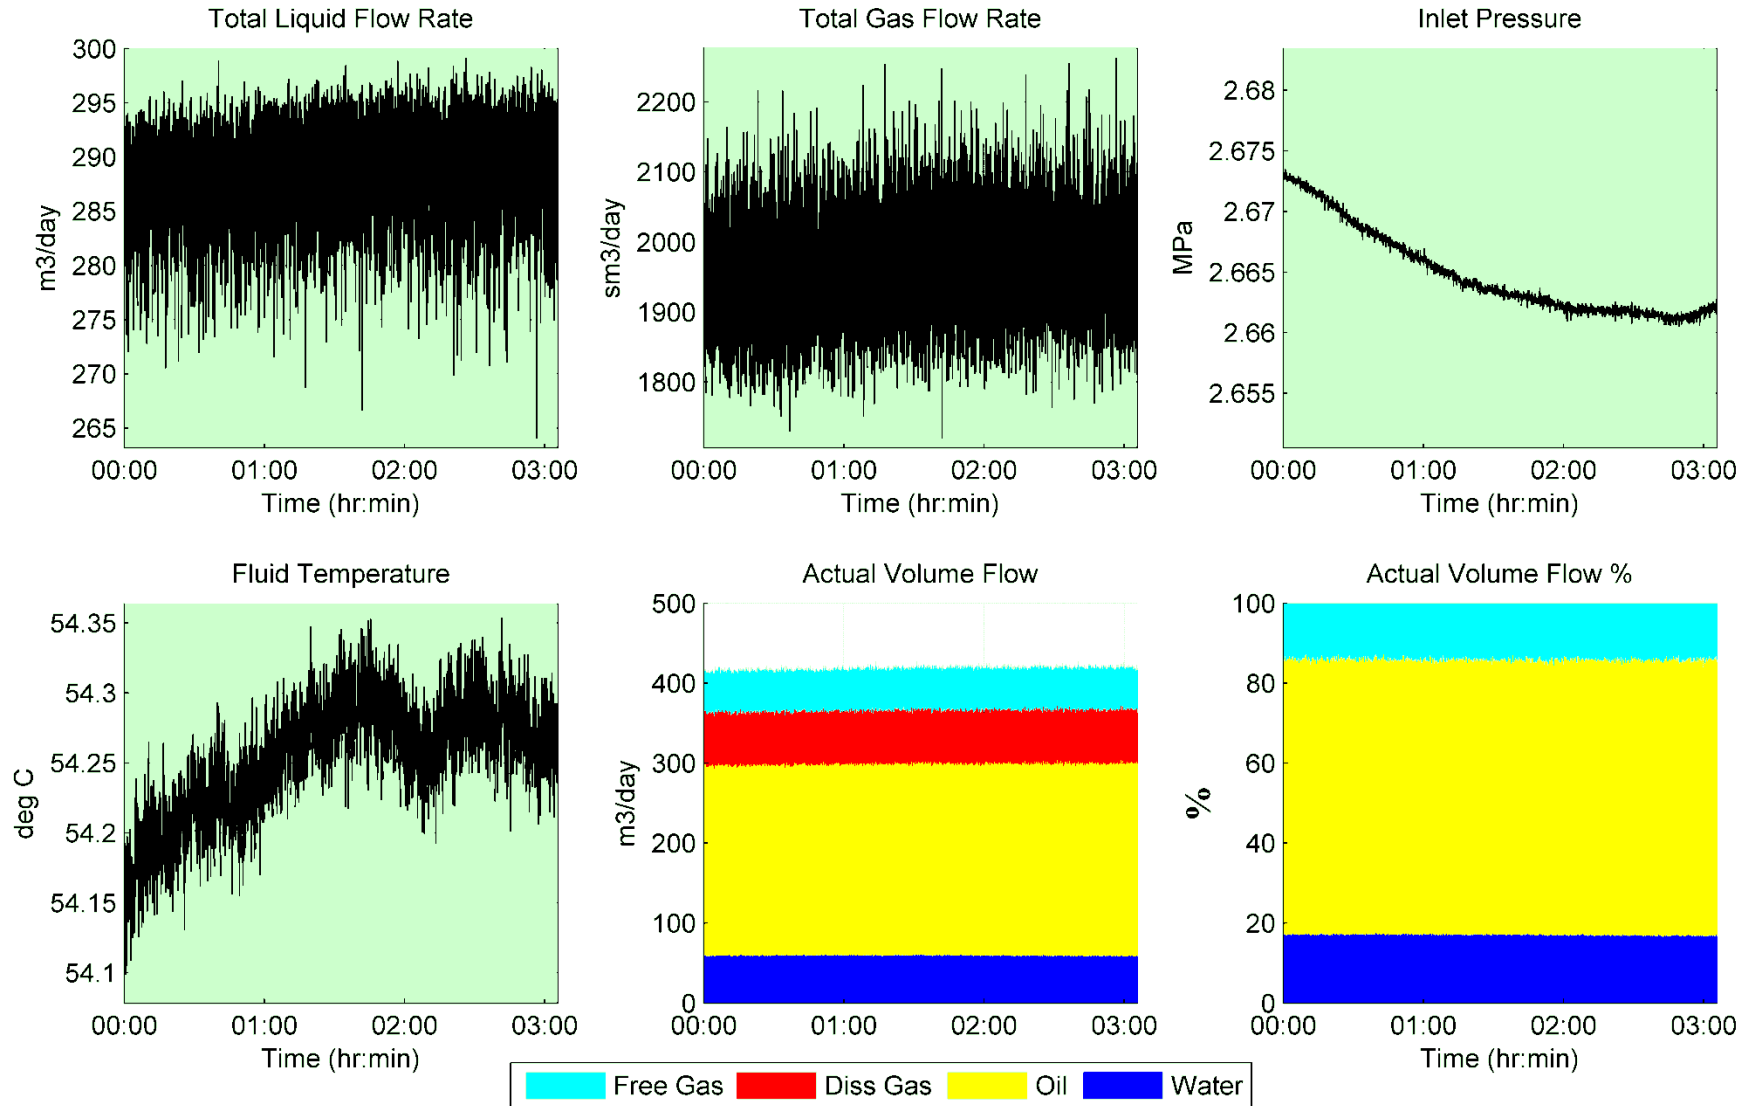 Total Liquid Flow Rate
300
295
290
285
280
275
270
265
m3/day
00:00 01:00 02:00 03:00
Time (hr:min)
Total Gas Flow Rate
2200
2100
2000
1900
1800
sm3/day
00:00 01:00 02:00 03:00
Time (hr:min)
Inlet Pressure
2.68
2.675
2.67
2.665
2.66
2.655
MPa
00:00 01:00 02:00 03:00
Time (hr:min)
Fluid Temperature
54.35
54.3
54.25
54.2
54.15
54.1
deg C
00:00 01:00 02:00 03:00
Time (hr:min)
Actual Volume Flow
500
400
300
200
100
0
m3/day
00:00 01:00 02:00 03:00
Time (hr:min)
Actual Volume Flow %
100
80
60
40
20
0
%
00:00 01:00 02:00 03:00
Time (hr:min)
Free Gas Diss Gas Oil Water